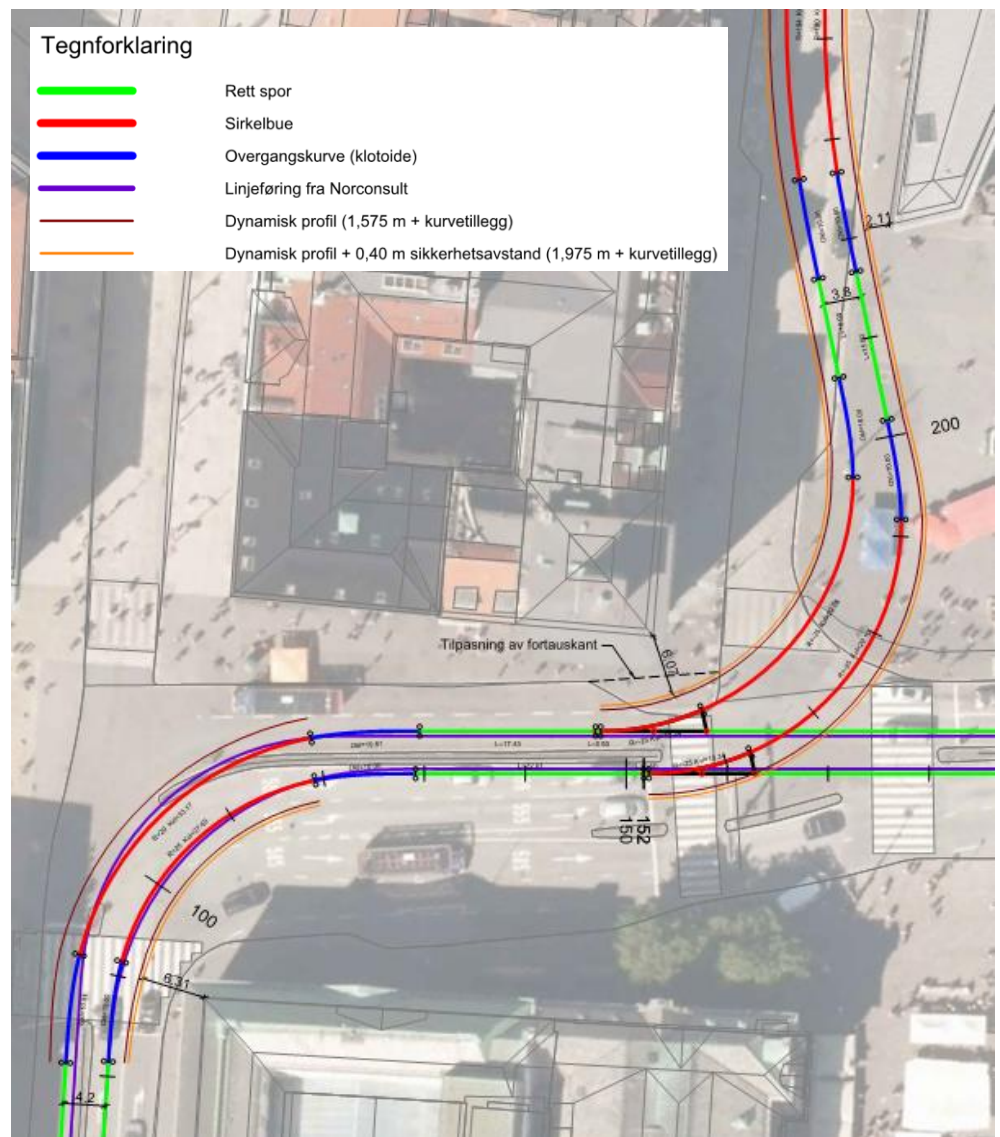 Tegnforklaring
Rett spor
Sirkelbue
Overgangskurve (klotoide)
Linjeføring fra Norconsult
Dynamisk profil (1,575 m + kurvetillegg)
Dynamisk profil + 0,40 m sikkerhetsavstand (1,975 m + kurvetillegg)
2,11
3,8
200
Tilpasning av fortauskant
6,07
L=17.43
152
150
100
6,31
4,2